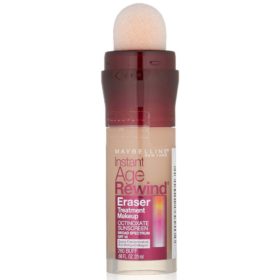 MAYBELLINE
NEW YORK
Instant
Age
Rewind®
Eraser
Treatment
Makeup
OCTINOXATE
SUNSCREEN
BROAD SPECTRUM
SPF 18